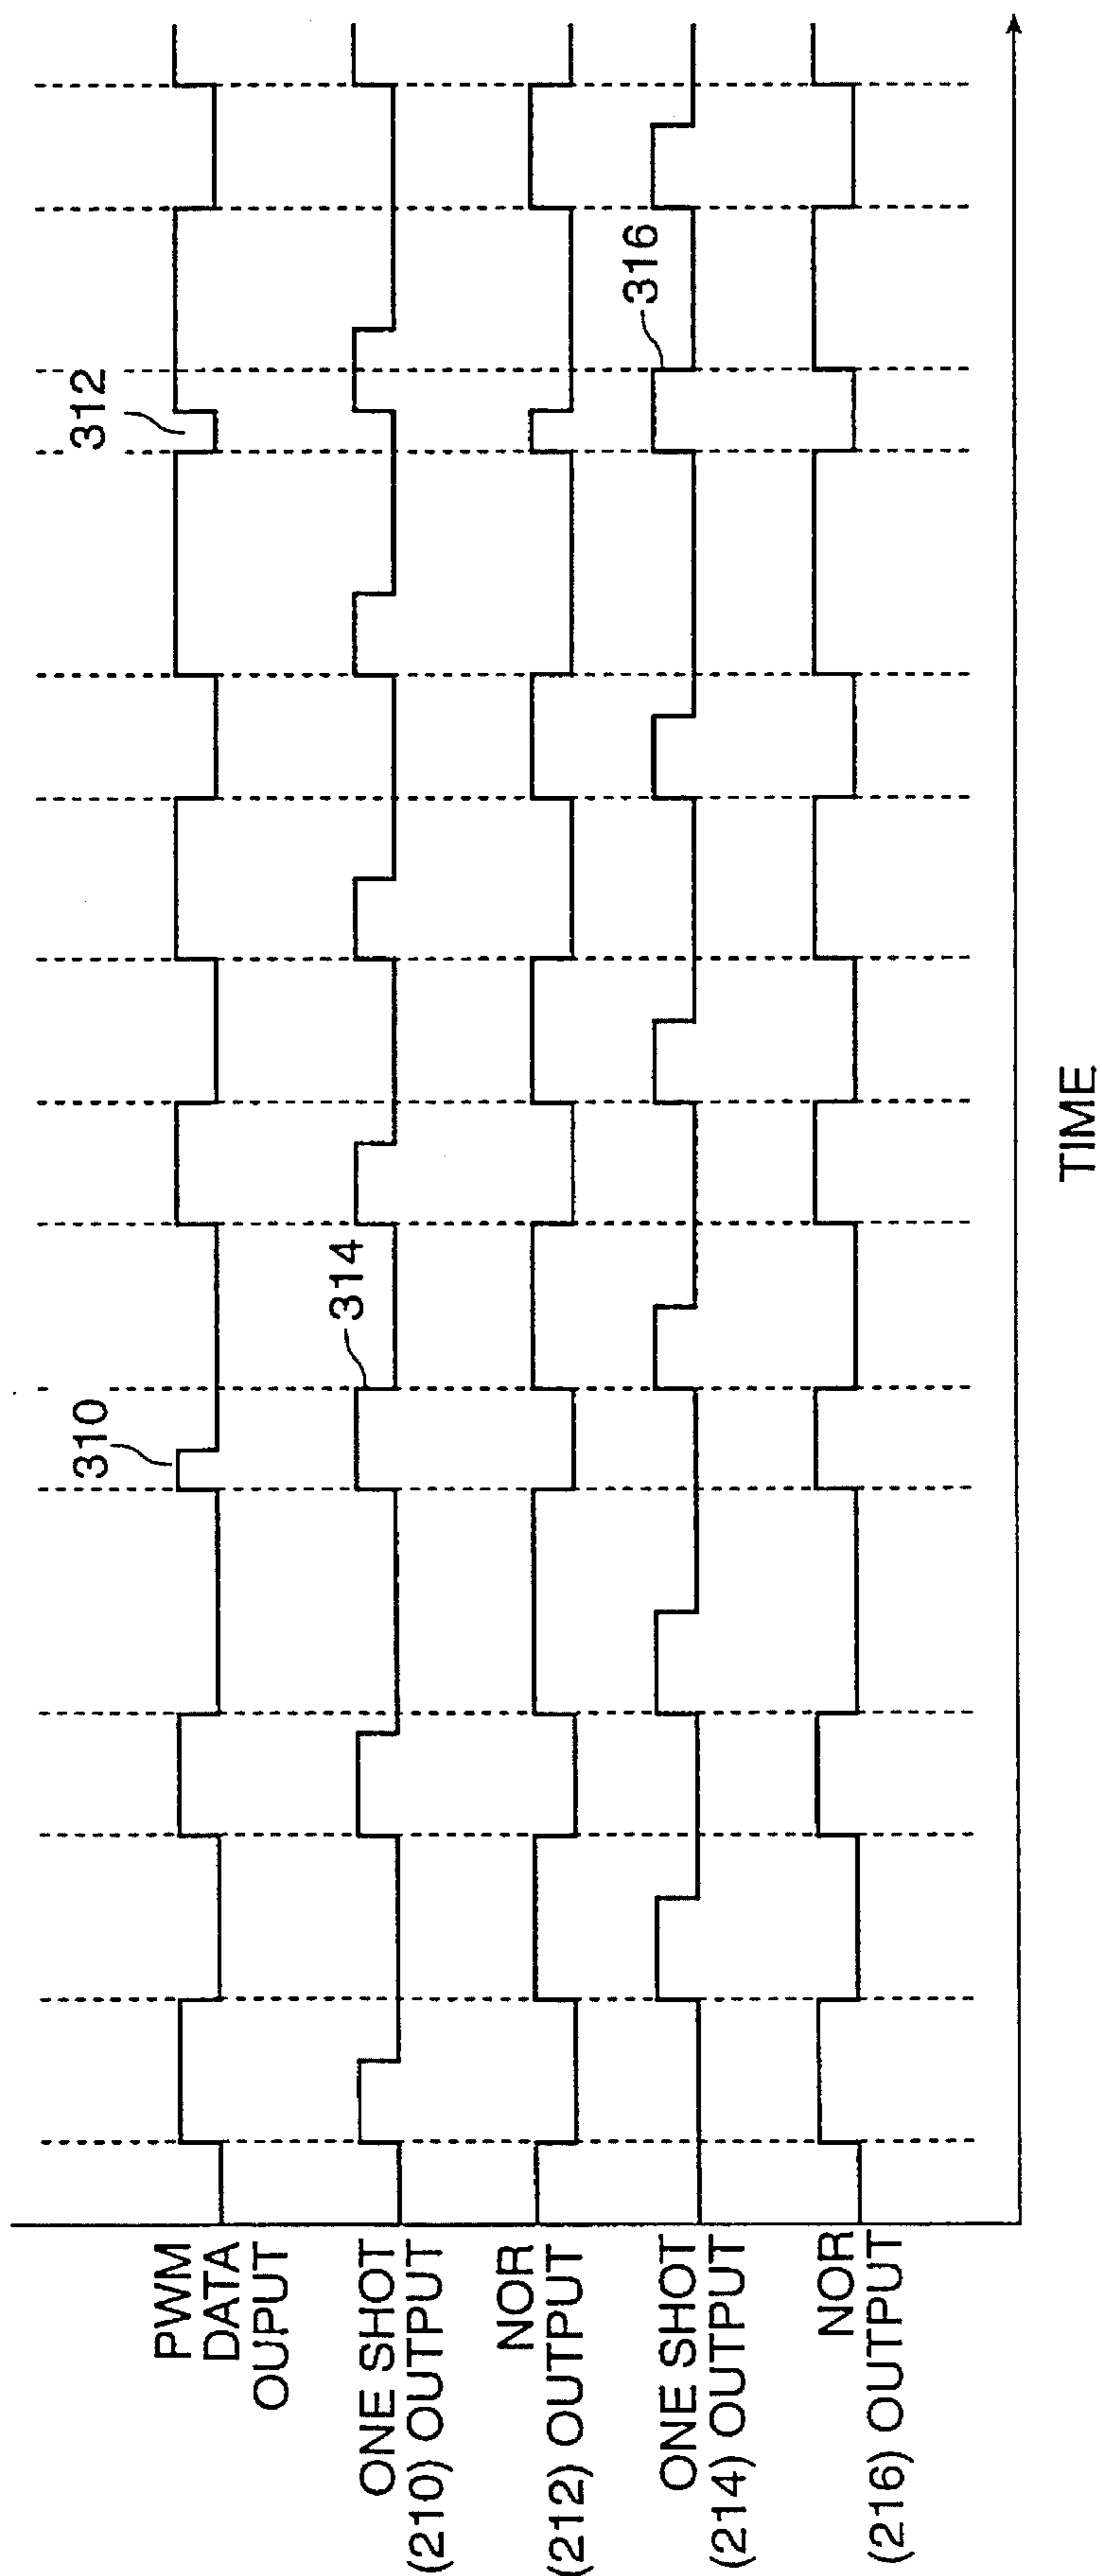 PWM
DATA
OUPUT
310
312
ONE SHOT
(210) OUTPUT
314
NOR
(212) OUTPUT
ONE SHOT
(214) OUTPUT
316
NOR
(216) OUTPUT
TIME